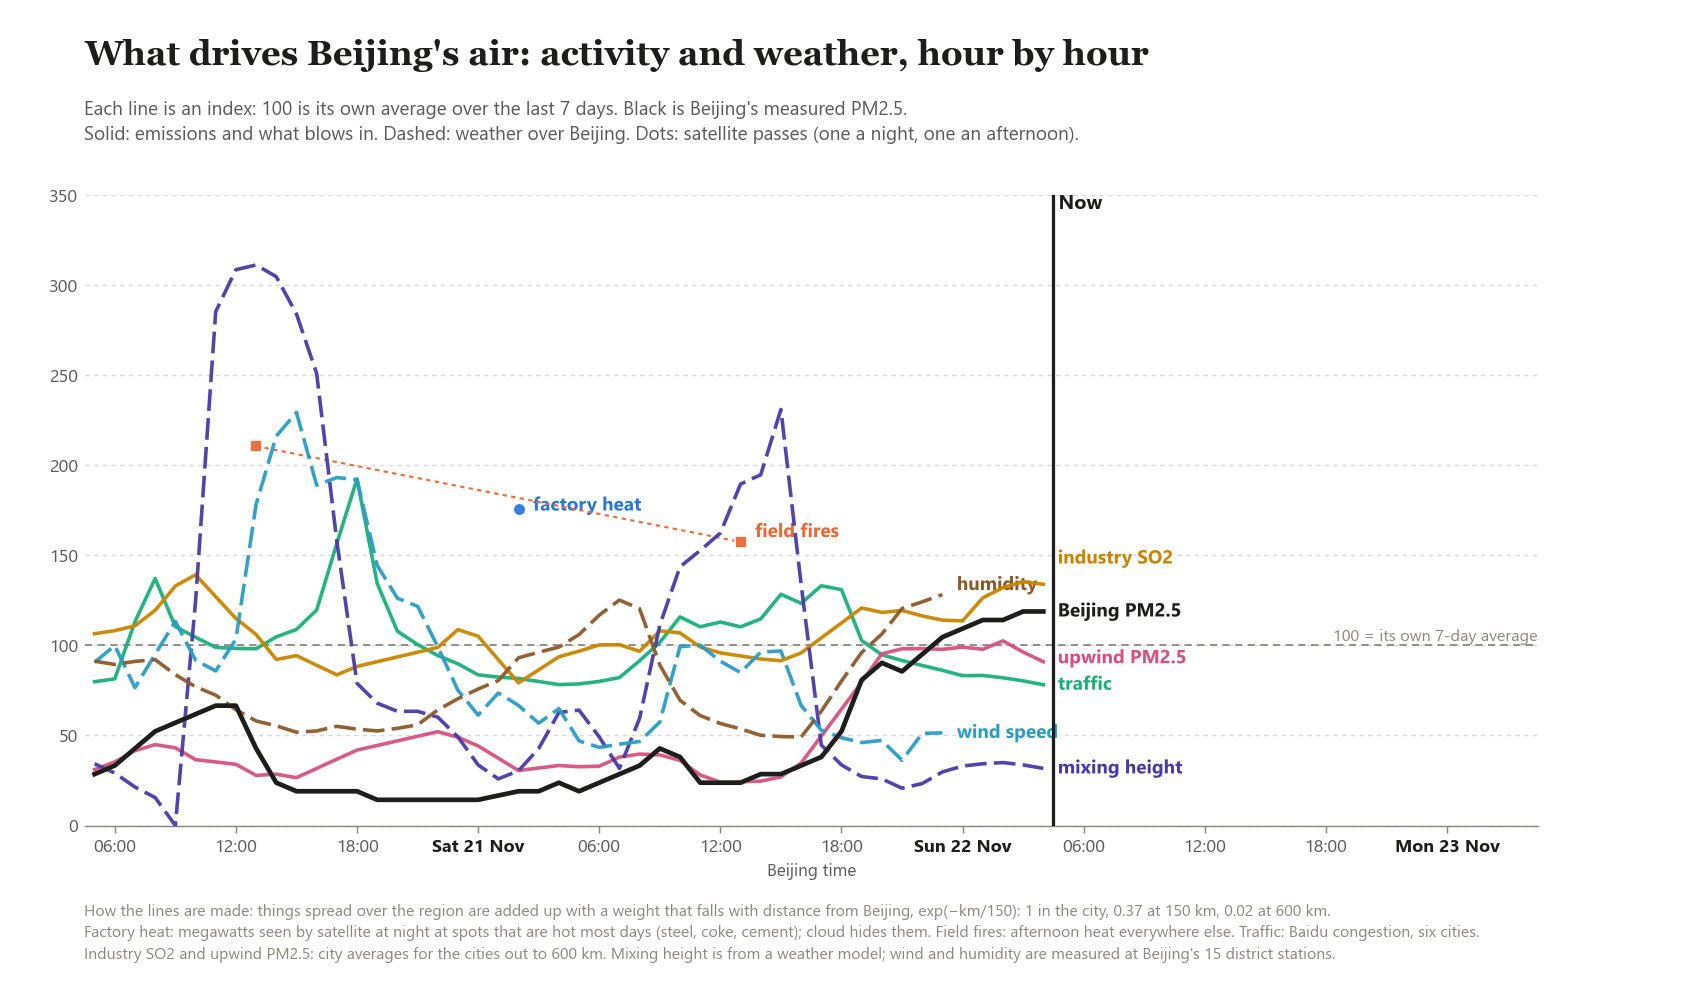 What drives Beijing's air: activity and weather, hour by hour
Each line is an index: 100 is its own average over the last 7 days. Black is Beijing's measured PM2.5.
Solid: emissions and what blows in. Dashed: weather over Beijing. Dots: satellite passes (one a night, one an afternoon).
350
Now
300
250
200
factory heat
field fires
150
industry SO2
humidity
Beijing PM2.5
100 = its own 7-day average
100
upwind PM2.5
traffic
50
wind speed
mixing height
0
06:00 12:00 18:00 Sat 21 Nov 06:00 12:00 18:00 Sun 22 Nov 06:00 12:00 18:00 Mon 23 Nov
Beijing time
How the lines are made: things spread over the region are added up with a weight that falls with distance from Beijing, exp(−km/150): 1 in the city, 0.37 at 150 km, 0.02 at 600 km.
Factory heat: megawatts seen by satellite at night at spots that are hot most days (steel, coke, cement); cloud hides them. Field fires: afternoon heat everywhere else. Traffic: Baidu congestion, six cities.
Industry SO2 and upwind PM2.5: city averages for the cities out to 600 km. Mixing height is from a weather model; wind and humidity are measured at Beijing's 15 district stations.